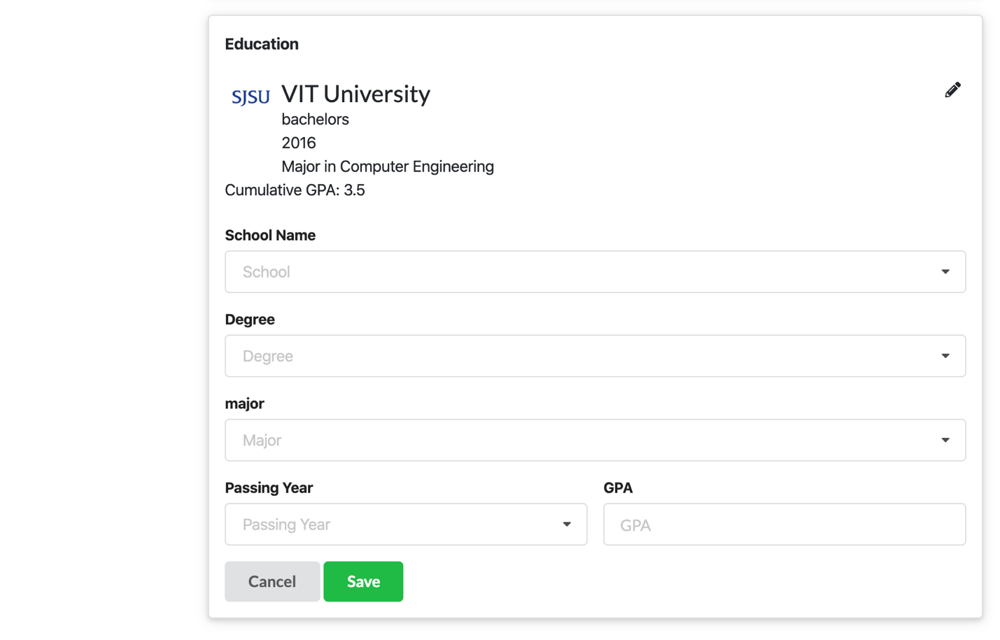 Education
SJSU VIT University
bachelors
2016
Major in Computer Engineering
Cumulative GPA: 3.5
School Name
School
Degree
Degree
major
Major
Passing Year GPA
Passing Year GPA
Cancel Save